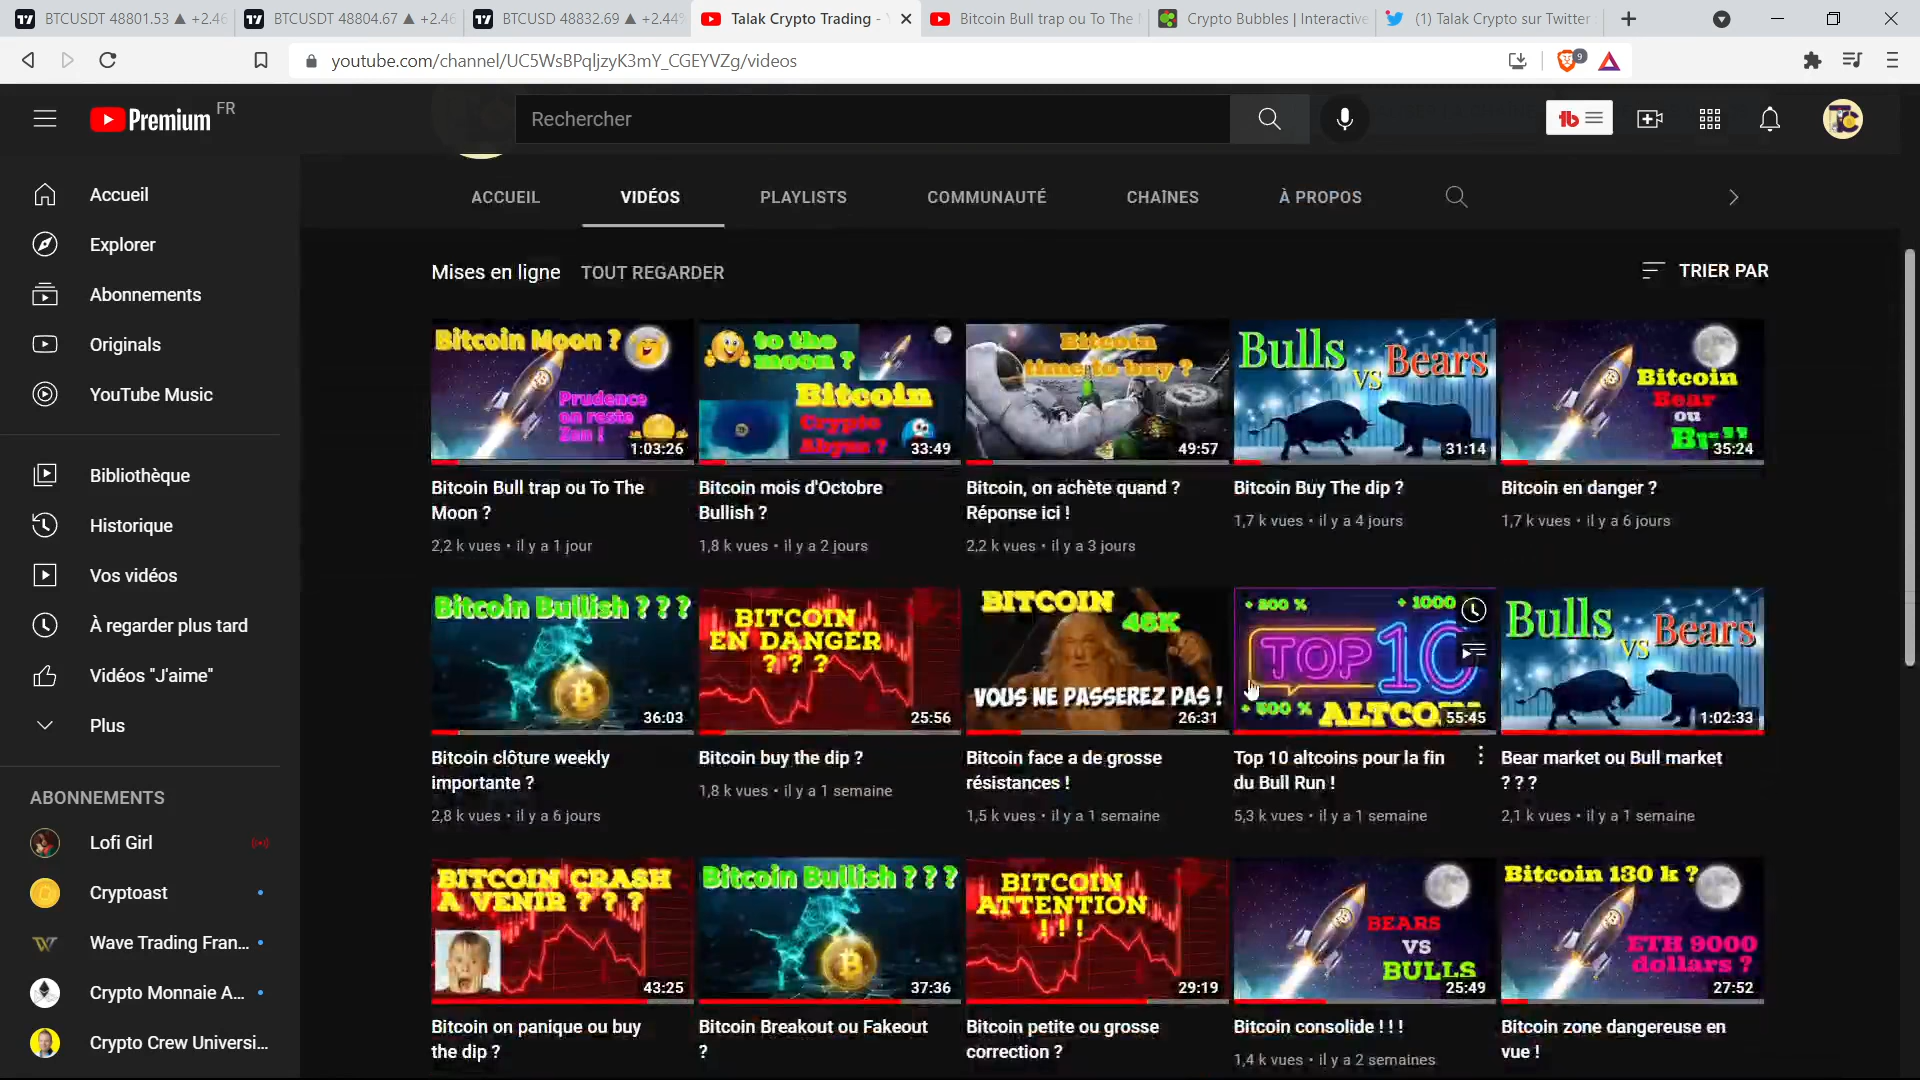 BTCUSDT 48801.53 ▲ +2.46
BTCUSDT 48804.67 ▲ +2.46
BTCUSD 48832.69 ▲ +2.44%
Talak Crypto Trading -
Bitcoin Bull trap ou To The
Crypto Bubbles | Interactive
(1) Talak Crypto sur Twitter
youtube.com/channel/UC5WsBPqljzyK3mY_CGEYVZg/videos
9
Premium FR
Rechercher
Accueil
Explorer
Abonnements
Originals
YouTube Music
Bibliothèque
Historique
Vos vidéos
À regarder plus tard
Vidéos "J'aime"
Plus
ABONNEMENTS
Lofi Girl
Cryptoast
Wave Trading Fran...
Crypto Monnaie A...
Crypto Crew Universi...
ACCUEIL
VIDÉOS
PLAYLISTS
COMMUNAUTÉ
CHAÎNES
À PROPOS
Mises en ligne
TOUT REGARDER
TRIER PAR
Bitcoin Moon ?
Prudence
on reste
Zen !
1:03:26
to the
moon ?
Bitcoin
Crypto
Abyss ?
33:49
Bitcoin
time to buy ?
49:57
Bulls
vs Bears
31:14
Bitcoin
Bear
ou
Bull
35:24
Bitcoin Bull trap ou To The
Moon ?
2,2 k vues • il y a 1 jour
Bitcoin mois d'Octobre
Bullish ?
1,8 k vues • il y a 2 jours
Bitcoin, on achète quand ?
Réponse ici !
2,2 k vues • il y a 3 jours
Bitcoin Buy The dip ?
1,7 k vues • il y a 4 jours
Bitcoin en danger ?
1,7 k vues • il y a 6 jours
Bitcoin Bullish ? ? ?
36:03
BITCOIN
EN DANGER
? ? ?
25:56
BITCOIN
46K
VOUS NE PASSEREZ PAS !
26:31
+ 800 %
+ 1000
TOP 10
+ 500 %
ALTCO
55:45
Bulls
vs Bears
1:02:33
Bitcoin clôture weekly
importante ?
2,8 k vues • il y a 6 jours
Bitcoin buy the dip ?
1,8 k vues • il y a 1 semaine
Bitcoin face a de grosse
résistances !
1,5 k vues • il y a 1 semaine
Top 10 altcoins pour la fin
du Bull Run !
5,3 k vues • il y a 1 semaine
Bear market ou Bull market
? ? ?
2,1 k vues • il y a 1 semaine
BITCOIN CRASH
A VENIR ? ? ?
43:25
Bitcoin Bullish ? ? ?
37:36
BITCOIN
ATTENTION
! ! !
29:19
BEARS
VS
BULLS
25:49
Bitcoin 130 k ?
ETH 9000
dollars ?
27:52
Bitcoin on panique ou buy
the dip ?
Bitcoin Breakout ou Fakeout
?
Bitcoin petite ou grosse
correction ?
Bitcoin consolide ! ! !
1,4 k vues • il y a 2 semaines
Bitcoin zone dangereuse en
vue !